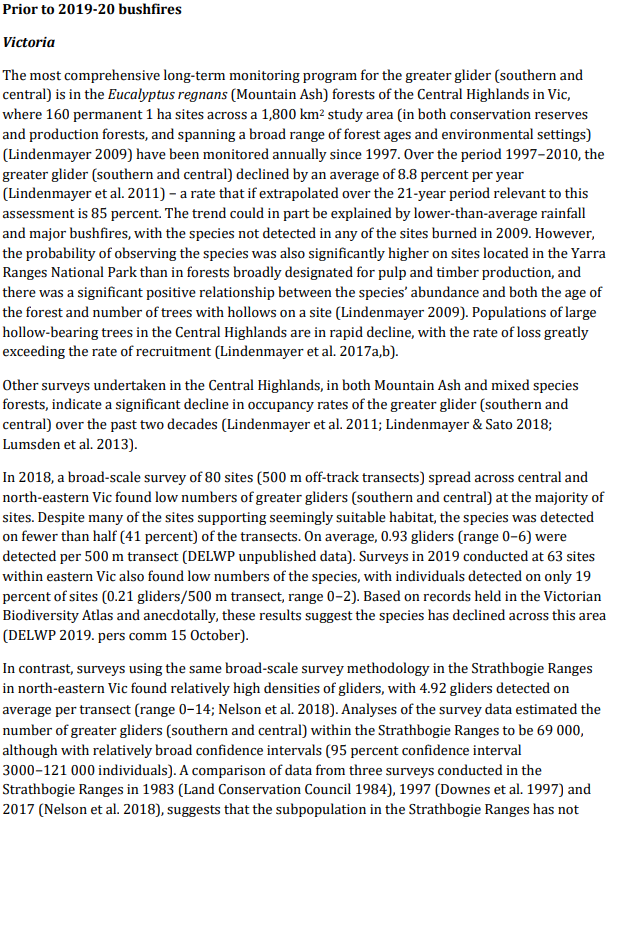 Prior to 2019-20 bushfires
Victoria
The most comprehensive long-term monitoring program for the greater glider (southern and
central) is in the Eucalyptus regnans (Mountain Ash) forests of the Central Highlands in Vic,
where 160 permanent 1 ha sites across a 1,800 km² study area (in both conservation reserves
and production forests, and spanning a broad range of forest ages and environmental settings)
(Lindenmayer 2009) have been monitored annually since 1997. Over the period 1997–2010, the
greater glider (southern and central) declined by an average of 8.8 percent per year
(Lindenmayer et al. 2011) – a rate that if extrapolated over the 21-year period relevant to this
assessment is 85 percent. The trend could in part be explained by lower-than-average rainfall
and major bushfires, with the species not detected in any of the sites burned in 2009. However,
the probability of observing the species was also significantly higher on sites located in the Yarra
Ranges National Park than in forests broadly designated for pulp and timber production, and
there was a significant positive relationship between the species' abundance and both the age of
the forest and number of trees with hollows on a site (Lindenmayer 2009). Populations of large
hollow-bearing trees in the Central Highlands are in rapid decline, with the rate of loss greatly
exceeding the rate of recruitment (Lindenmayer et al. 2017a,b).
Other surveys undertaken in the Central Highlands, in both Mountain Ash and mixed species
forests, indicate a significant decline in occupancy rates of the greater glider (southern and
central) over the past two decades (Lindenmayer et al. 2011; Lindenmayer & Sato 2018;
Lumsden et al. 2013).
In 2018, a broad-scale survey of 80 sites (500 m off-track transects) spread across central and
north-eastern Vic found low numbers of greater gliders (southern and central) at the majority of
sites. Despite many of the sites supporting seemingly suitable habitat, the species was detected
on fewer than half (41 percent) of the transects. On average, 0.93 gliders (range 0–6) were
detected per 500 m transect (DELWP unpublished data). Surveys in 2019 conducted at 63 sites
within eastern Vic also found low numbers of the species, with individuals detected on only 19
percent of sites (0.21 gliders/500 m transect, range 0–2). Based on records held in the Victorian
Biodiversity Atlas and anecdotally, these results suggest the species has declined across this area
(DELWP 2019. pers comm 15 October).
In contrast, surveys using the same broad-scale survey methodology in the Strathbogie Ranges
in north-eastern Vic found relatively high densities of gliders, with 4.92 gliders detected on
average per transect (range 0–14; Nelson et al. 2018). Analyses of the survey data estimated the
number of greater gliders (southern and central) within the Strathbogie Ranges to be 69 000,
although with relatively broad confidence intervals (95 percent confidence interval
3000–121 000 individuals). A comparison of data from three surveys conducted in the
Strathbogie Ranges in 1983 (Land Conservation Council 1984), 1997 (Downes et al. 1997) and
2017 (Nelson et al. 2018), suggests that the subpopulation in the Strathbogie Ranges has not